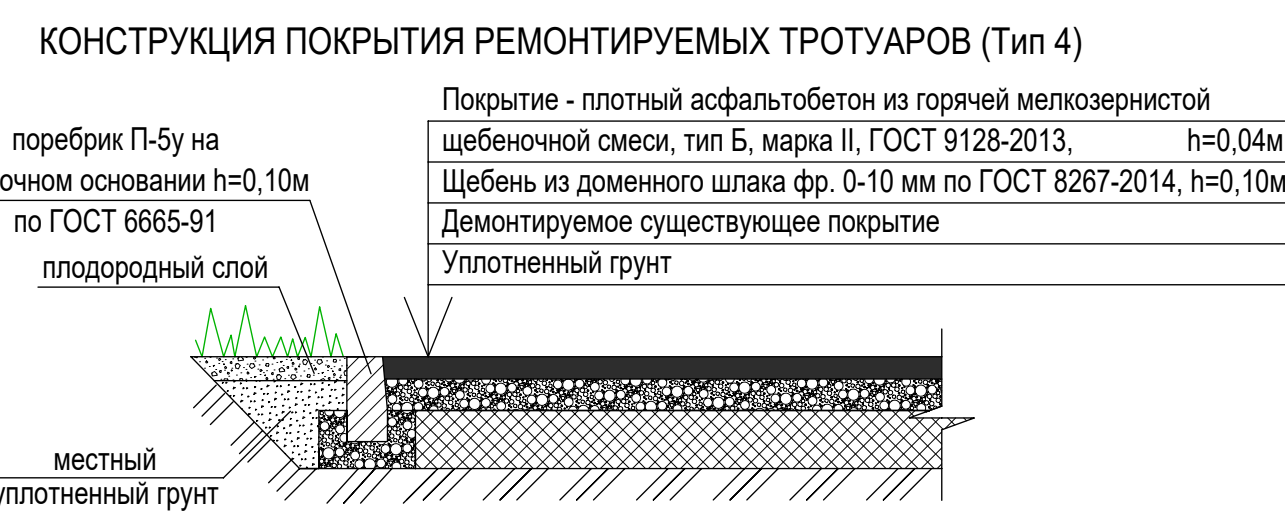 КОНСТРУКЦИЯ ПОКРЫТИЯ РЕМОНТИРУЕМЫХ ТРОТУАРОВ (Тип 4)
Покрытие - плотный асфальтобетон из горячей мелкозернистой
щебеночной смеси, тип Б, марка II, ГОСТ 9128-2013, h=0,04м
Щебень из доменного шлака фр. 0-10 мм по ГОСТ 8267-2014, h=0,10м
Демонтируемое существующее покрытие
Уплотненный грунт
поребрик П-5у на
основании h=0,10м
по ГОСТ 6665-91
плодородный слой
местный
уплотненный грунт